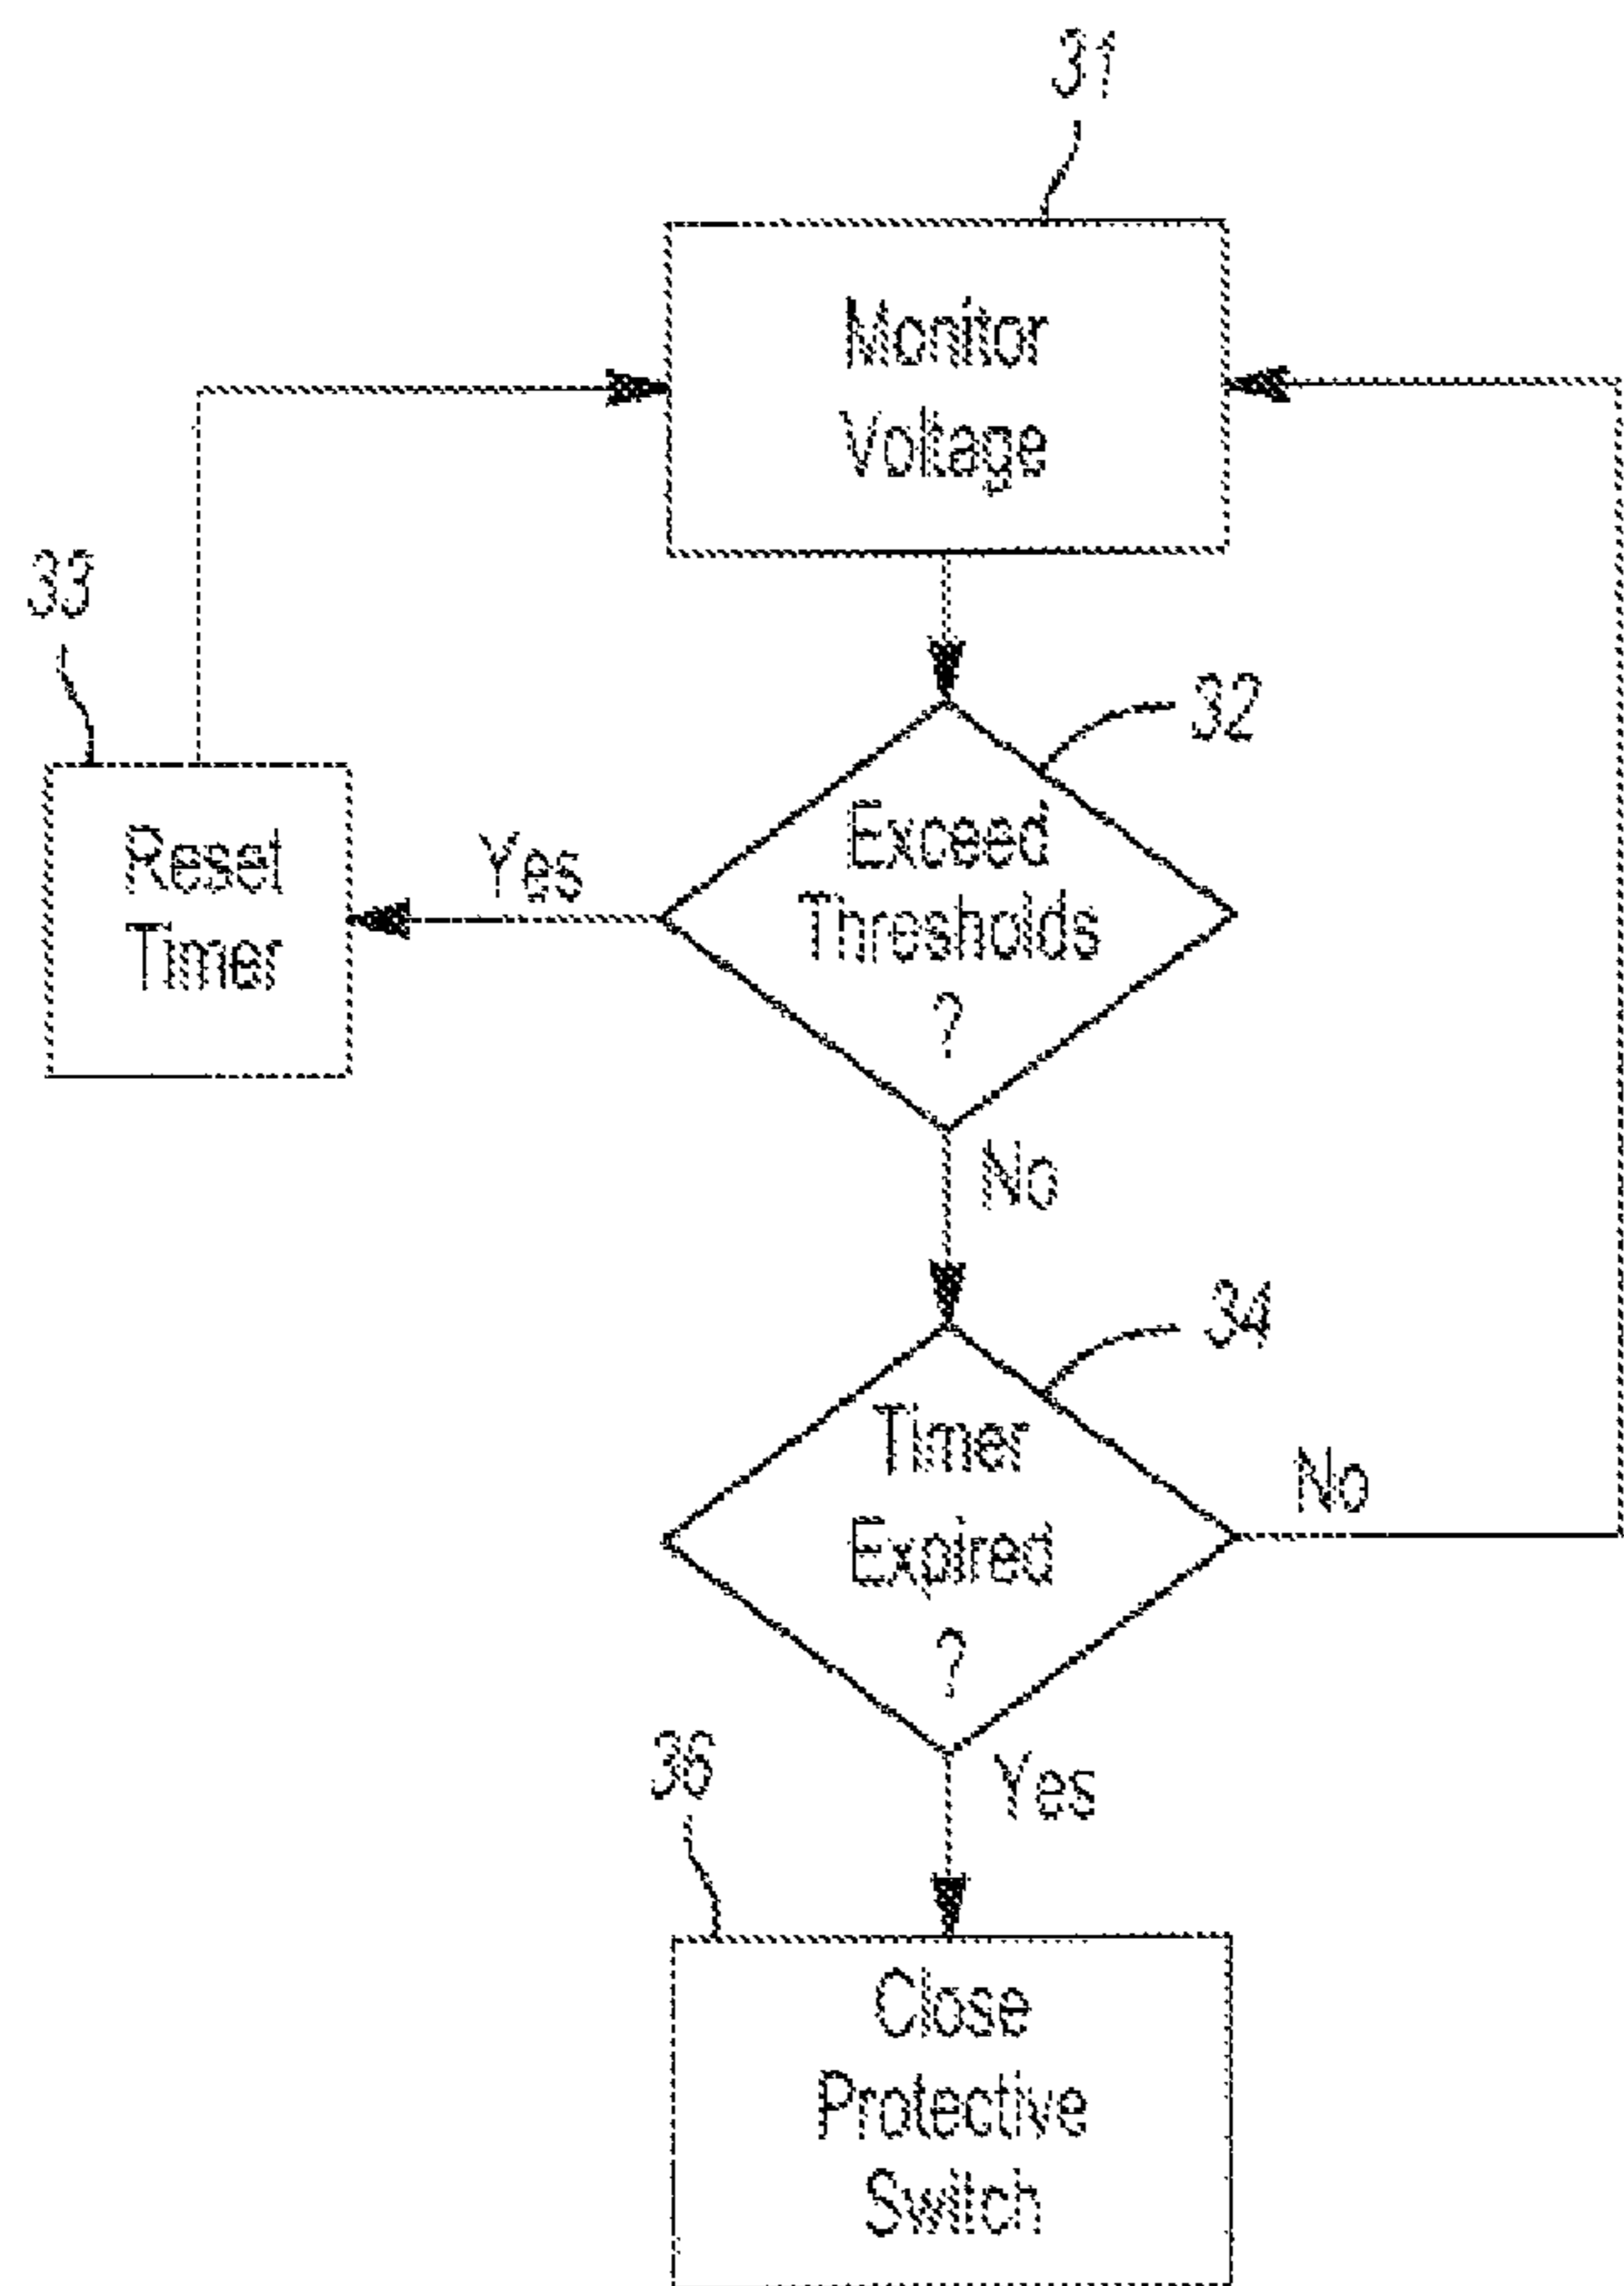 31
Monitor
Voltage
33
32
Reset
Timer
Yes
Exceed
Thresholds
?
No
34
Timer
Expired
?
No
36
Yes
Close
Protective
Switch